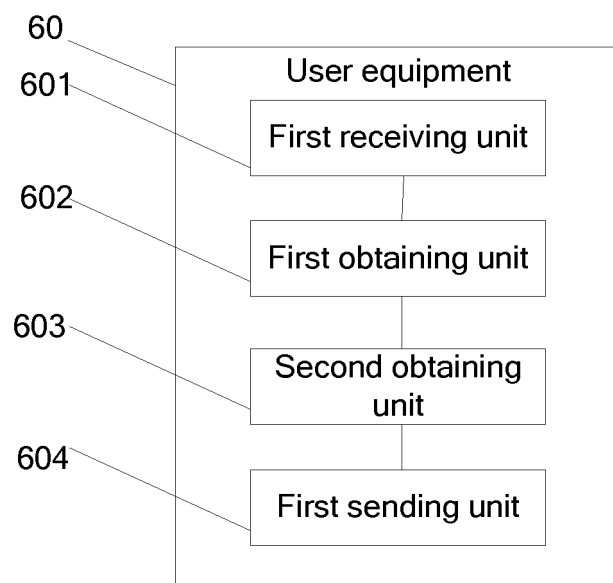 60
User equipment
601
First receiving unit
602
First obtaining unit
603
Second obtaining
unit
604
First sending unit